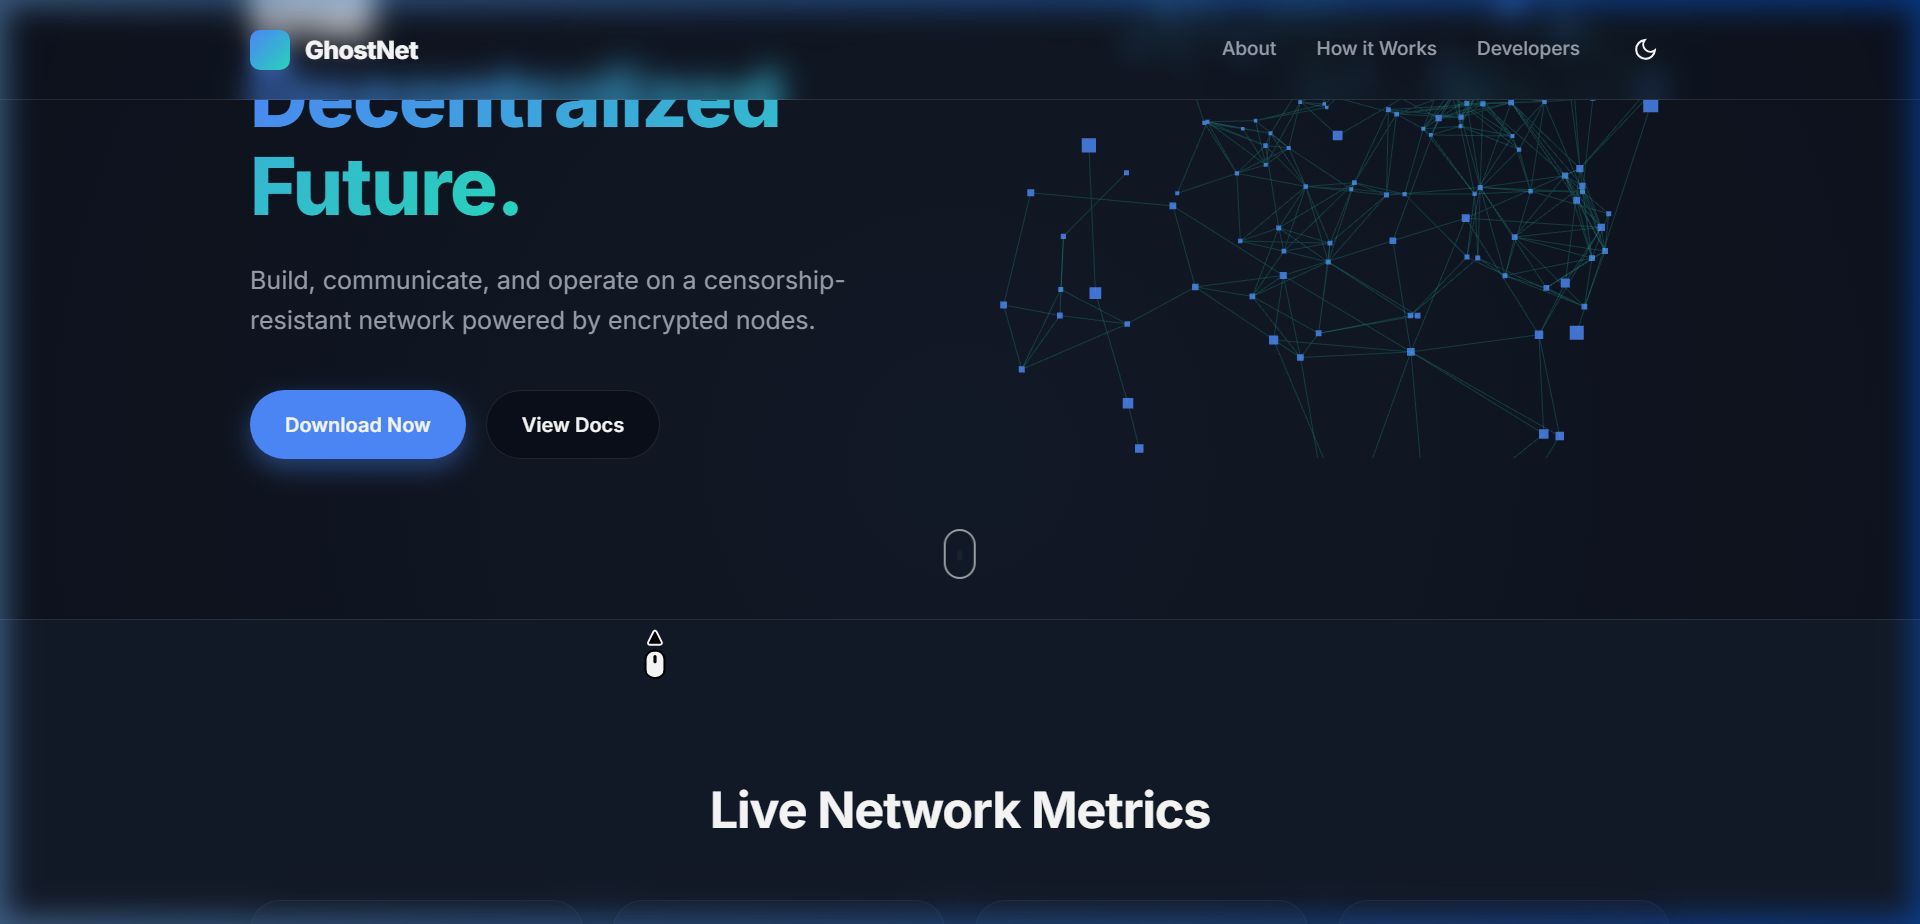 GhostNet
About
How it Works
Developers
Decentralized
Future.
Build, communicate, and operate on a censorship-
resistant network powered by encrypted nodes.
Download Now
View Docs
Live Network Metrics